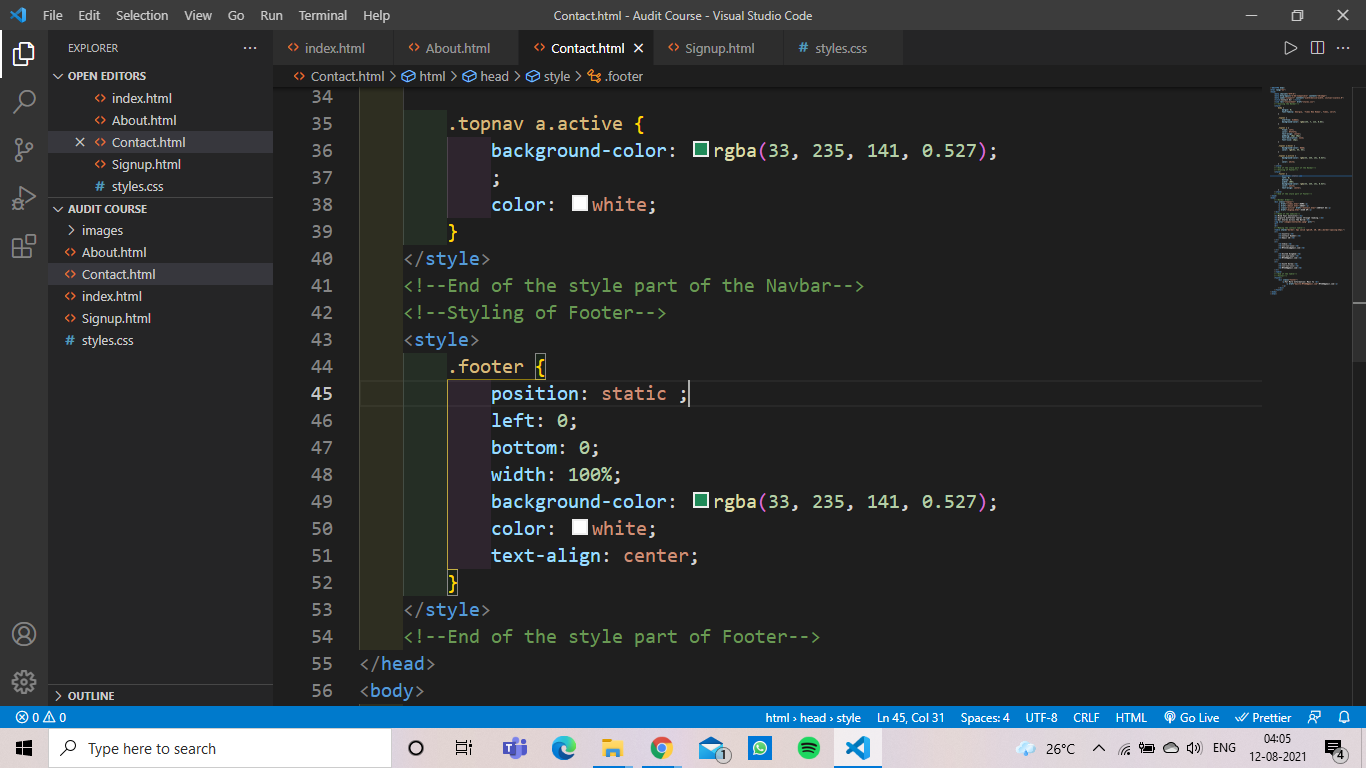 File Edit Selection View Go Run Terminal Help Contact.html - Audit Course - Visual Studio Code
EXPLORER ···
index.html About.html Contact.html Signup.html # styles.css
Contact.html > html > head > style > .footer
OPEN EDITORS
index.html
About.html
Contact.html
Signup.html
# styles.css
AUDIT COURSE
images
About.html
Contact.html
index.html
Signup.html
# styles.css
OUTLINE
34
35 .topnav a.active {
36 background-color: rgba(33, 235, 141, 0.527);
37 ;
38 color: white;
39 }
40 </style>
41 <!--End of the style part of the Navbar-->
42 <!--Styling of Footer-->
43 <style>
44 .footer {
45 position: static ;
46 left: 0;
47 bottom: 0;
48 width: 100%;
49 background-color: rgba(33, 235, 141, 0.527);
50 color: white;
51 text-align: center;
52 }
53 </style>
54 <!--End of the style part of Footer-->
55 </head>
56 <body>
0 0 html › head › style Ln 45, Col 31 Spaces: 4 UTF-8 CRLF HTML Go Live Prettier
Type here to search 1 26°C ENG 04:05
12-08-2021 4